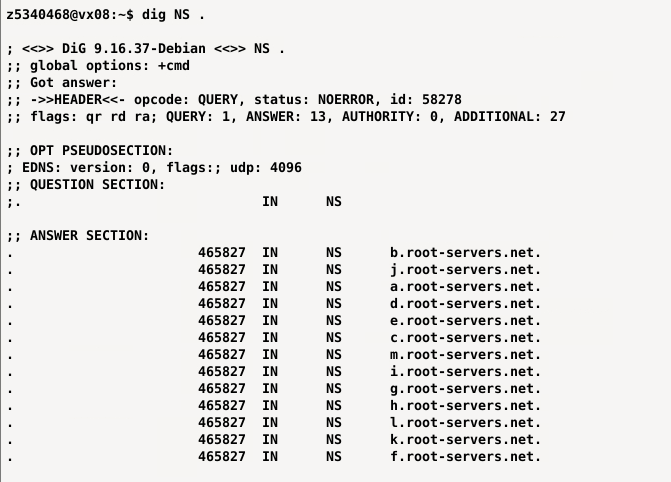 z5340468@vx08:~$ dig NS .
; <<>> DiG 9.16.37-Debian <<>> NS .
;; global options: +cmd
;; Got answer:
;; ->>HEADER<<- opcode: QUERY, status: NOERROR, id: 58278
;; flags: qr rd ra; QUERY: 1, ANSWER: 13, AUTHORITY: 0, ADDITIONAL: 27
;; OPT PSEUDOSECTION:
; EDNS: version: 0, flags:; udp: 4096
;; QUESTION SECTION:
;. IN NS
;; ANSWER SECTION:
. 465827 IN NS b.root-servers.net.
. 465827 IN NS j.root-servers.net.
. 465827 IN NS a.root-servers.net.
. 465827 IN NS d.root-servers.net.
. 465827 IN NS e.root-servers.net.
. 465827 IN NS c.root-servers.net.
. 465827 IN NS m.root-servers.net.
. 465827 IN NS i.root-servers.net.
. 465827 IN NS g.root-servers.net.
. 465827 IN NS h.root-servers.net.
. 465827 IN NS l.root-servers.net.
. 465827 IN NS k.root-servers.net.
. 465827 IN NS f.root-servers.net.